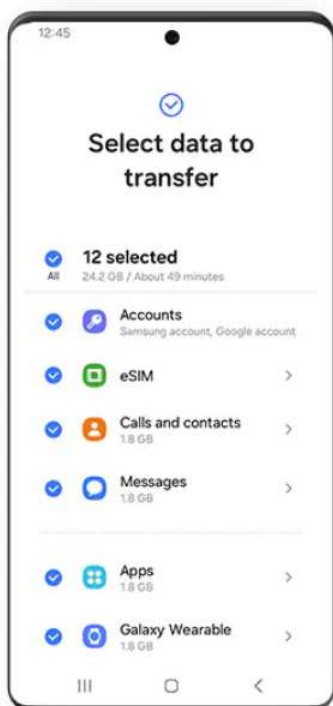 12:45
Select data to
transfer
12 selected
All
24.2 GB / About 49 minutes
Accounts
Samsung account, Google account
eSIM
Calls and contacts
1.8 GB
Messages
1.8 GB
Apps
1.8 GB
Galaxy Wearable
1.8 GB